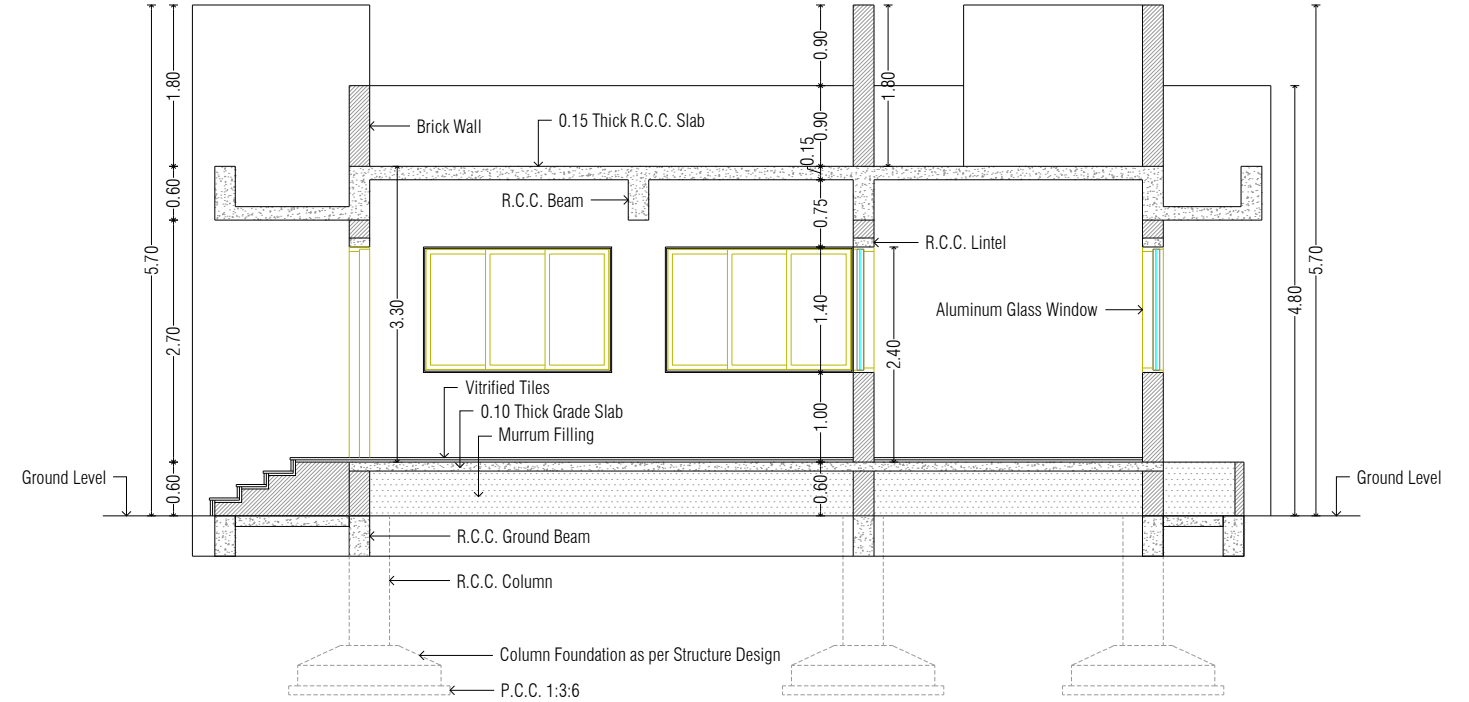 0.90
1.80
1.80
Brick Wall
0.15 Thick R.C.C. Slab
0.90
0.15
0.60
R.C.C. Beam
0.75
R.C.C. Lintel
5.70
5.70
4.80
3.30
1.40
Aluminum Glass Window
2.70
2.40
Vitrified Tiles
0.10 Thick Grade Slab
1.00
Murrum Filling
Ground Level
0.60
0.60
Ground Level
R.C.C. Ground Beam
R.C.C. Column
Column Foundation as per Structure Design
P.C.C. 1:3:6